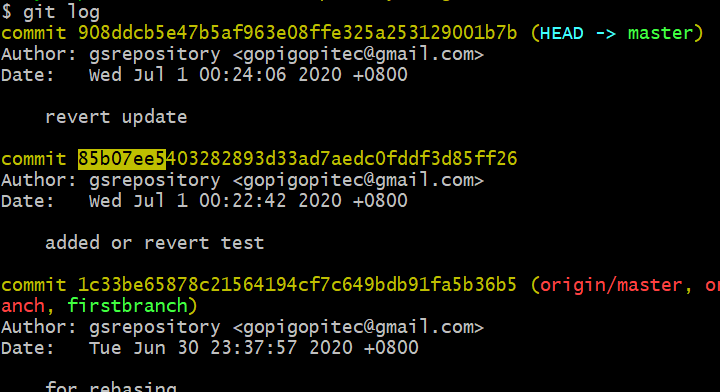 $ git log
commit 908ddcb5e47b5af963e08ffe325a253129001b7b (HEAD -> master)
Author: gsrepository <gopigopitec@gmail.com>
Date:   Wed Jul 1 00:24:06 2020 +0800
revert update
commit 85b07ee5403282893d33ad7aedc0fddf3d85ff26
Author: gsrepository <gopigopitec@gmail.com>
Date:   Wed Jul 1 00:22:42 2020 +0800
added or revert test
commit 1c33be65878c21564194cf7c649bdb91fa5b36b5 (origin/master,
anch, firstbranch)
Author: gsrepository <gopigopitec@gmail.com>
Date:   Tue Jun 30 23:37:57 2020 +0800
for rebasing